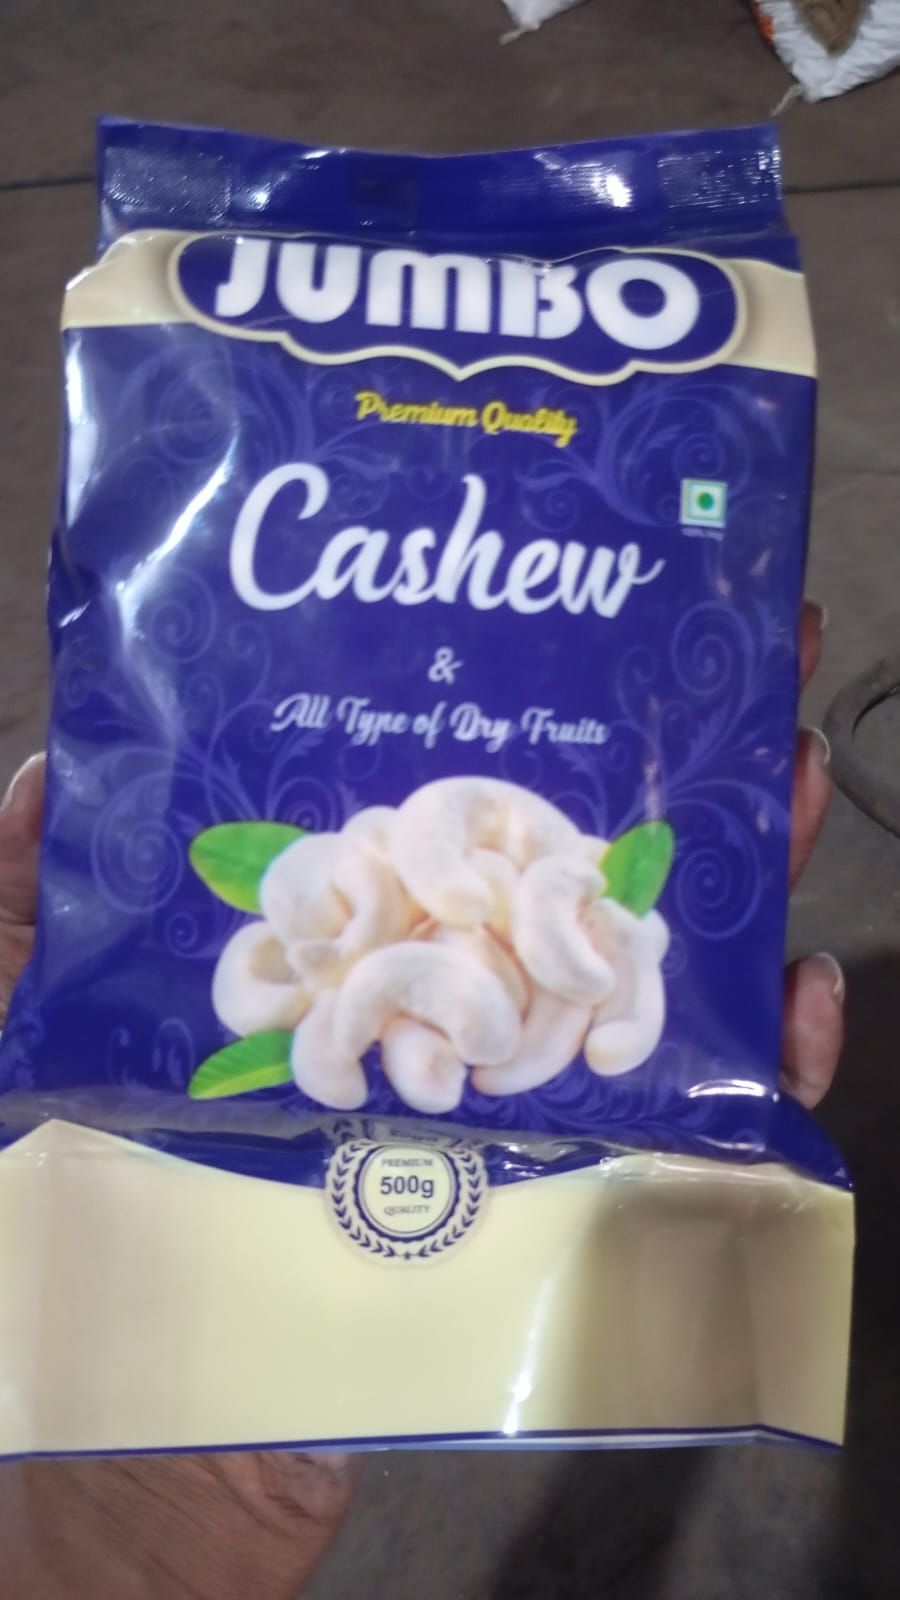 JUMBO
Premium Quality
Cashew
&
All Type of Dry Fruits
PREMIUM
500g
QUALITY